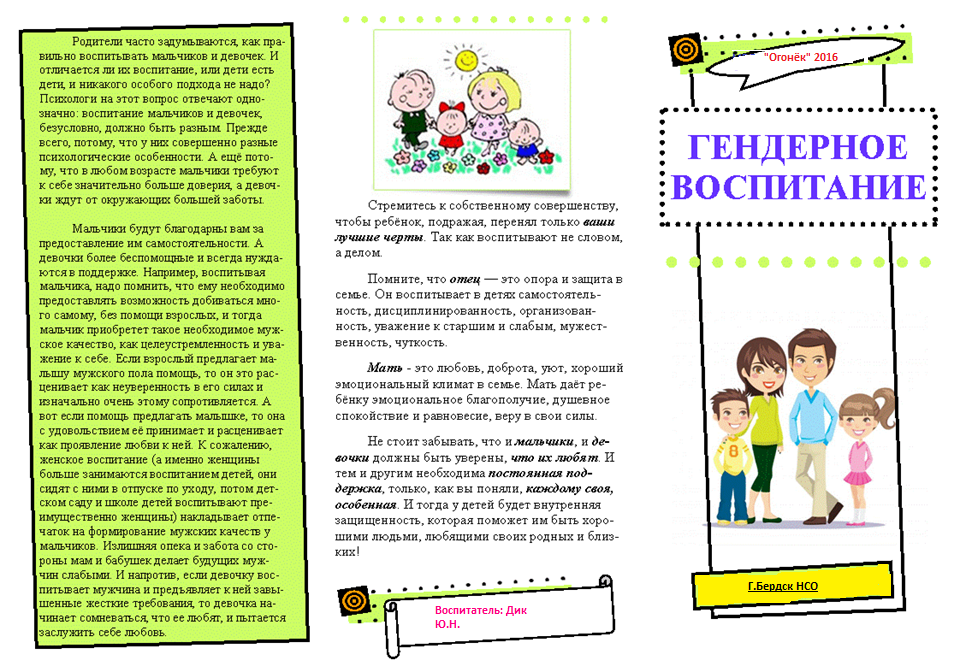 Родители часто задумываются, как пра-
вильно воспитывать мальчиков и девочек. И
отличается ли их воспитание, или дети есть
дети, и никакого особого подхода не надо?
Психологи на этот вопрос отвечают одно-
значно: воспитание мальчиков и девочек,
безусловно, должно быть разным. Прежде
всего, потому, что у них совершенно разные
психологические особенности. А ещё пото-
му, что в любом возрасте мальчики требуют
к себе значительно больше доверия, а девоч-
ки ждут от окружающих большей заботы.
Мальчики будут благодарны вам за
предоставление им самостоятельности. А
девочки более беспомощные и всегда нужда-
ются в поддержке. Например, воспитывая
мальчика, надо помнить, что ему необходимо
предоставлять возможность добиваться мно-
го самому, без помощи взрослых, и тогда
мальчик приобретет такое необходимое муж-
ское качество, как целеустремленность и ува-
жение к себе. Если взрослый предлагает ма-
лышу мужского пола помощь, то он это рас-
ценивает как неуверенность в его силах и
изначально очень этому сопротивляется. А
вот если помощь предлагать малышке, то она
с удовольствием её принимает и расценивает
как проявление любви к ней. К сожалению,
женское воспитание (а именно женщины
больше занимаются воспитанием детей, они
сидят с ними в отпуске по уходу, потом дет-
ском саду и школе детей воспитывают пре-
имущественно женщины) накладывает отпе-
чаток на формирование мужских качеств у
мальчиков. Излишняя опека и забота со сто-
роны мам и бабушек делает будущих муж-
чин слабыми. И напротив, если девочку вос-
питывает мужчина и предъявляет к ней завы-
шенные жесткие требования, то девочка на-
чинает сомневаться, что ее любят, и пытается
заслужить себе любовь.
Стремитесь к собственному совершенству,
чтобы ребёнок, подражая, перенял только ваши
лучшие черты. Так как воспитывают не словом,
а делом.
Помните, что отец — это опора и защита в
семье. Он воспитывает в детях самостоятель-
ность, дисциплинированность, организован-
ность, уважение к старшим и слабым, мужест-
венность, чуткость.
Мать - это любовь, доброта, уют, хороший
эмоциональный климат в семье. Мать даёт ре-
бёнку эмоциональное благополучие, душевное
спокойствие и равновесие, веру в свои силы.
Не стоит забывать, что и мальчики, и де-
вочки должны быть уверены, что их любят. И
тем и другим необходима постоянная под-
держка, только, как вы поняли, каждому своя,
особенная. И тогда у детей будет внутренняя
защищенность, которая поможет им быть хоро-
шими людьми, любящими своих родных и близ-
ких!
Воспитатель: Дик
Ю.Н.
"Огонёк" 2016
ГЕНДЕРНОЕ
ВОСПИТАНИЕ
Г.Бердск НСО